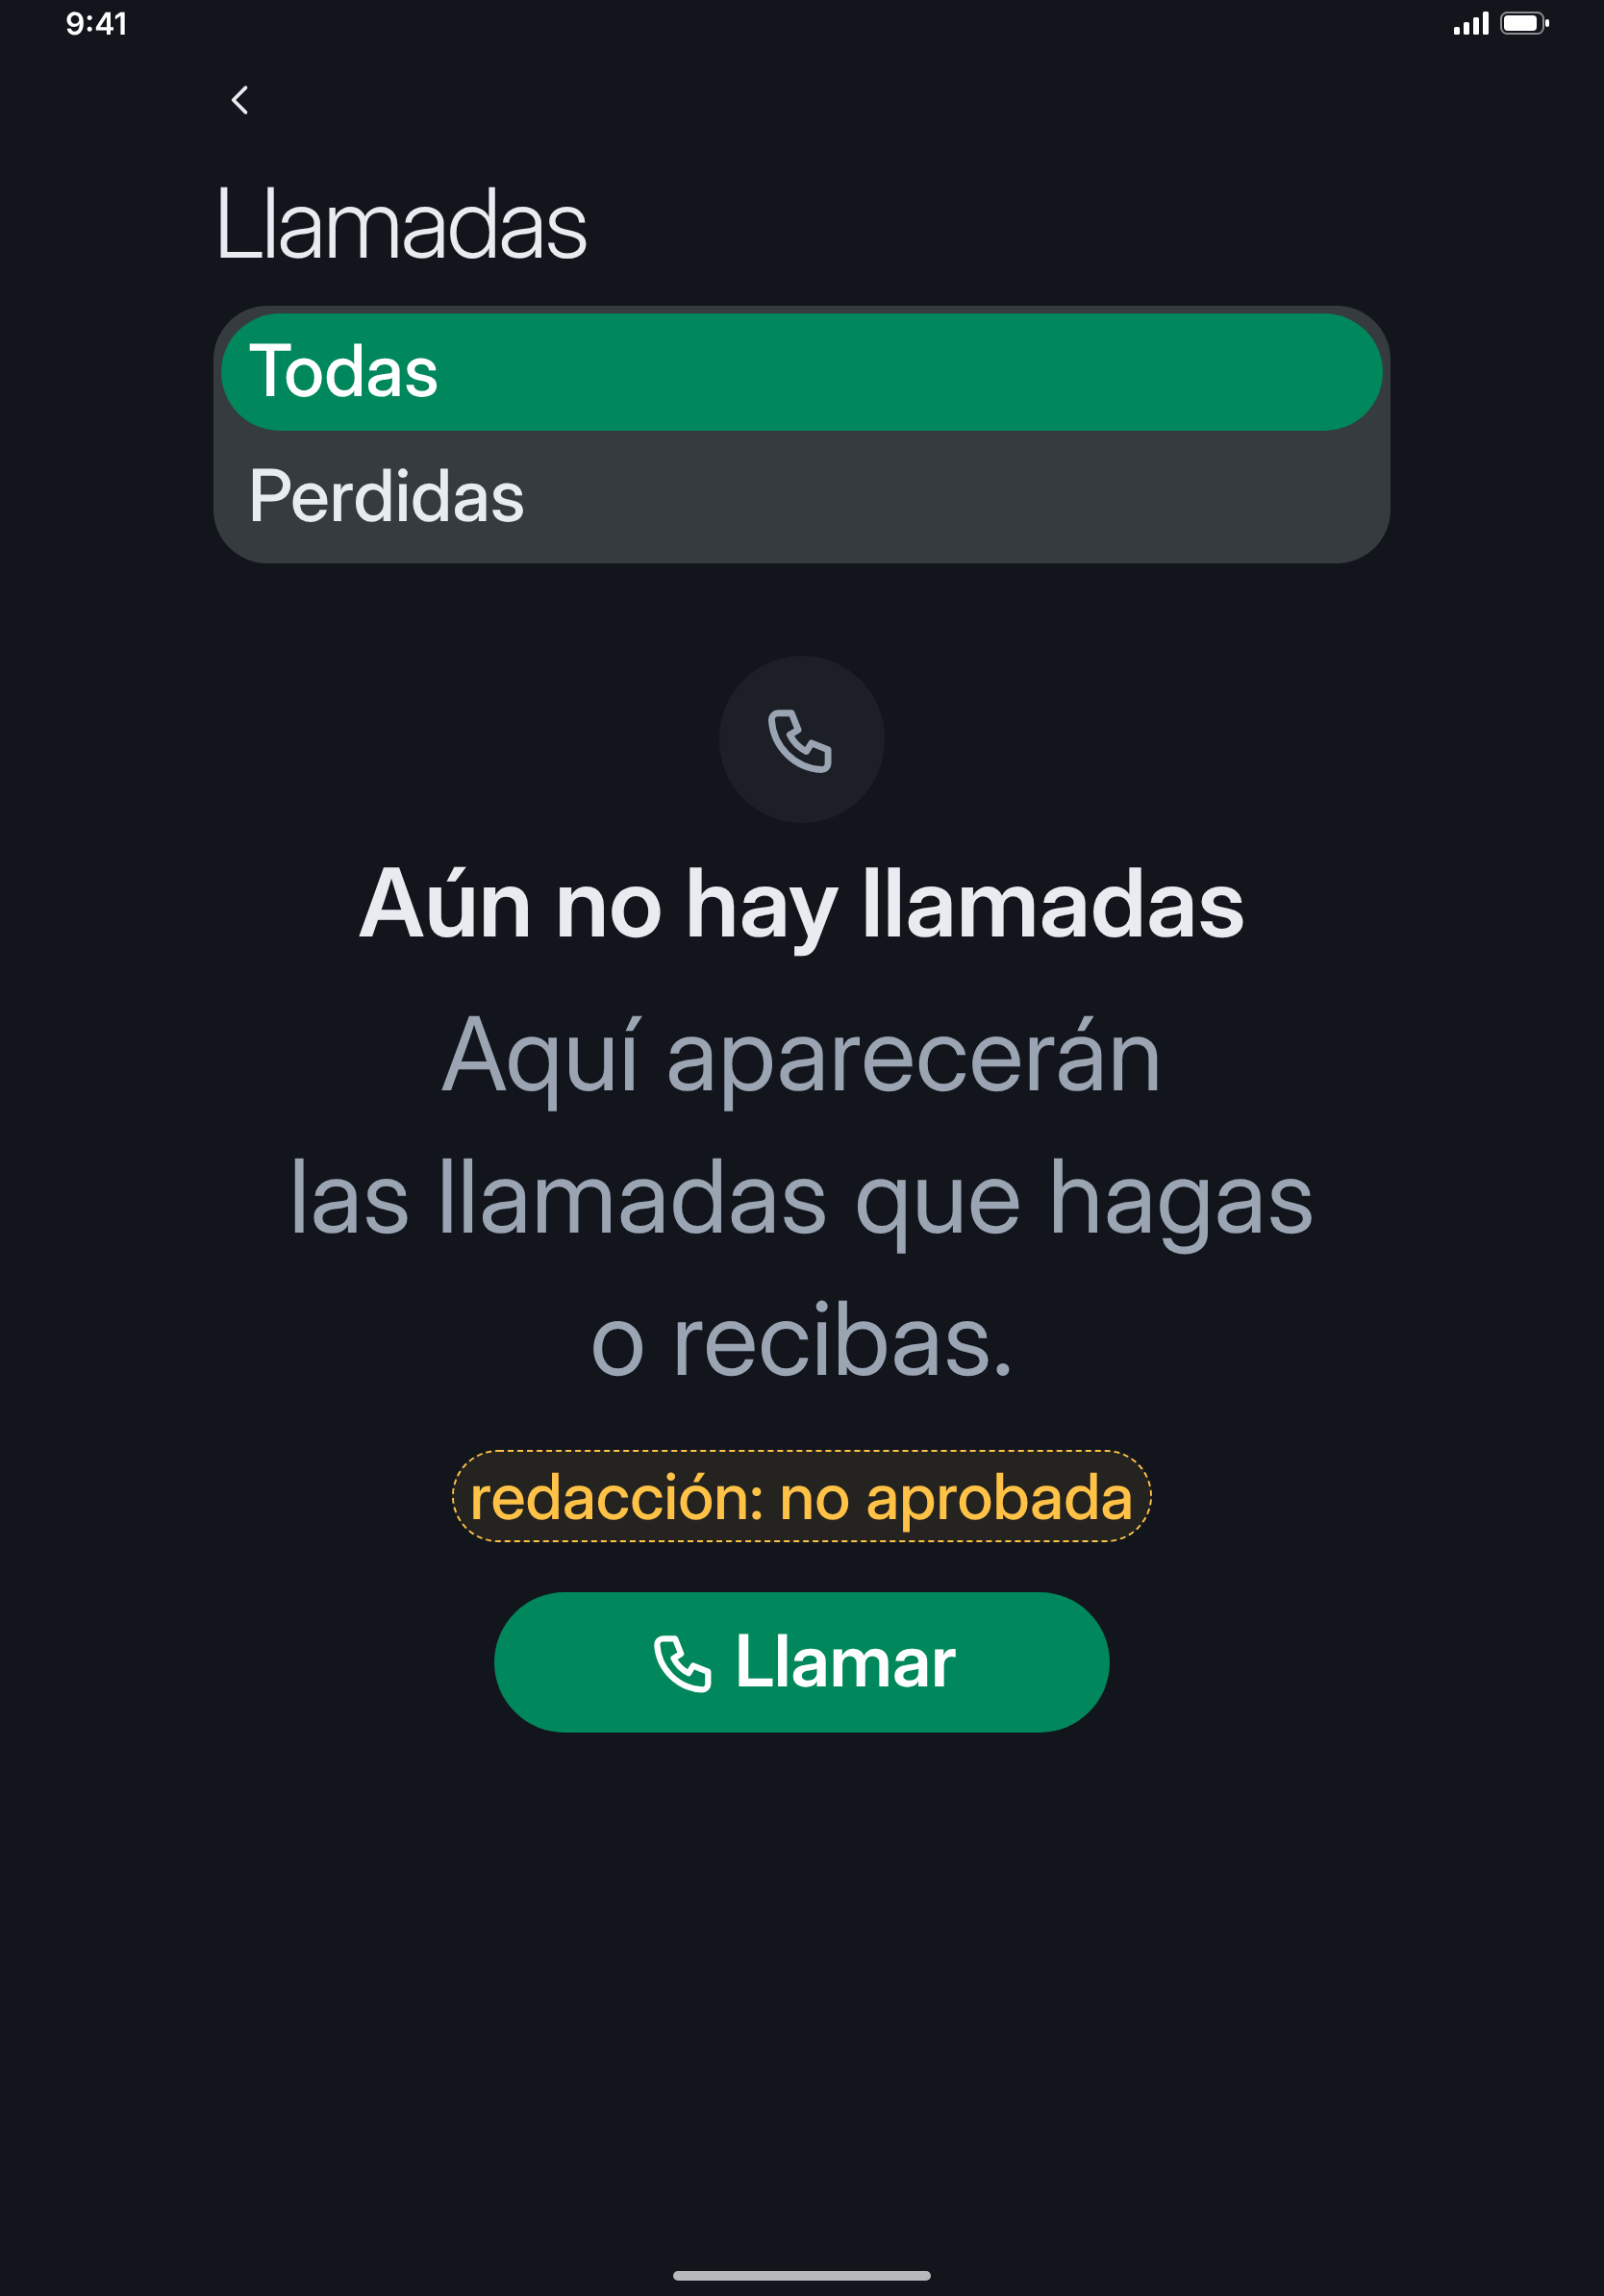 9:41
Llamadas
Todas
Perdidas
Aún no hay llamadas
Aquí aparecerán
las llamadas que hagas
o recibas.
redacción: no aprobada
Llamar